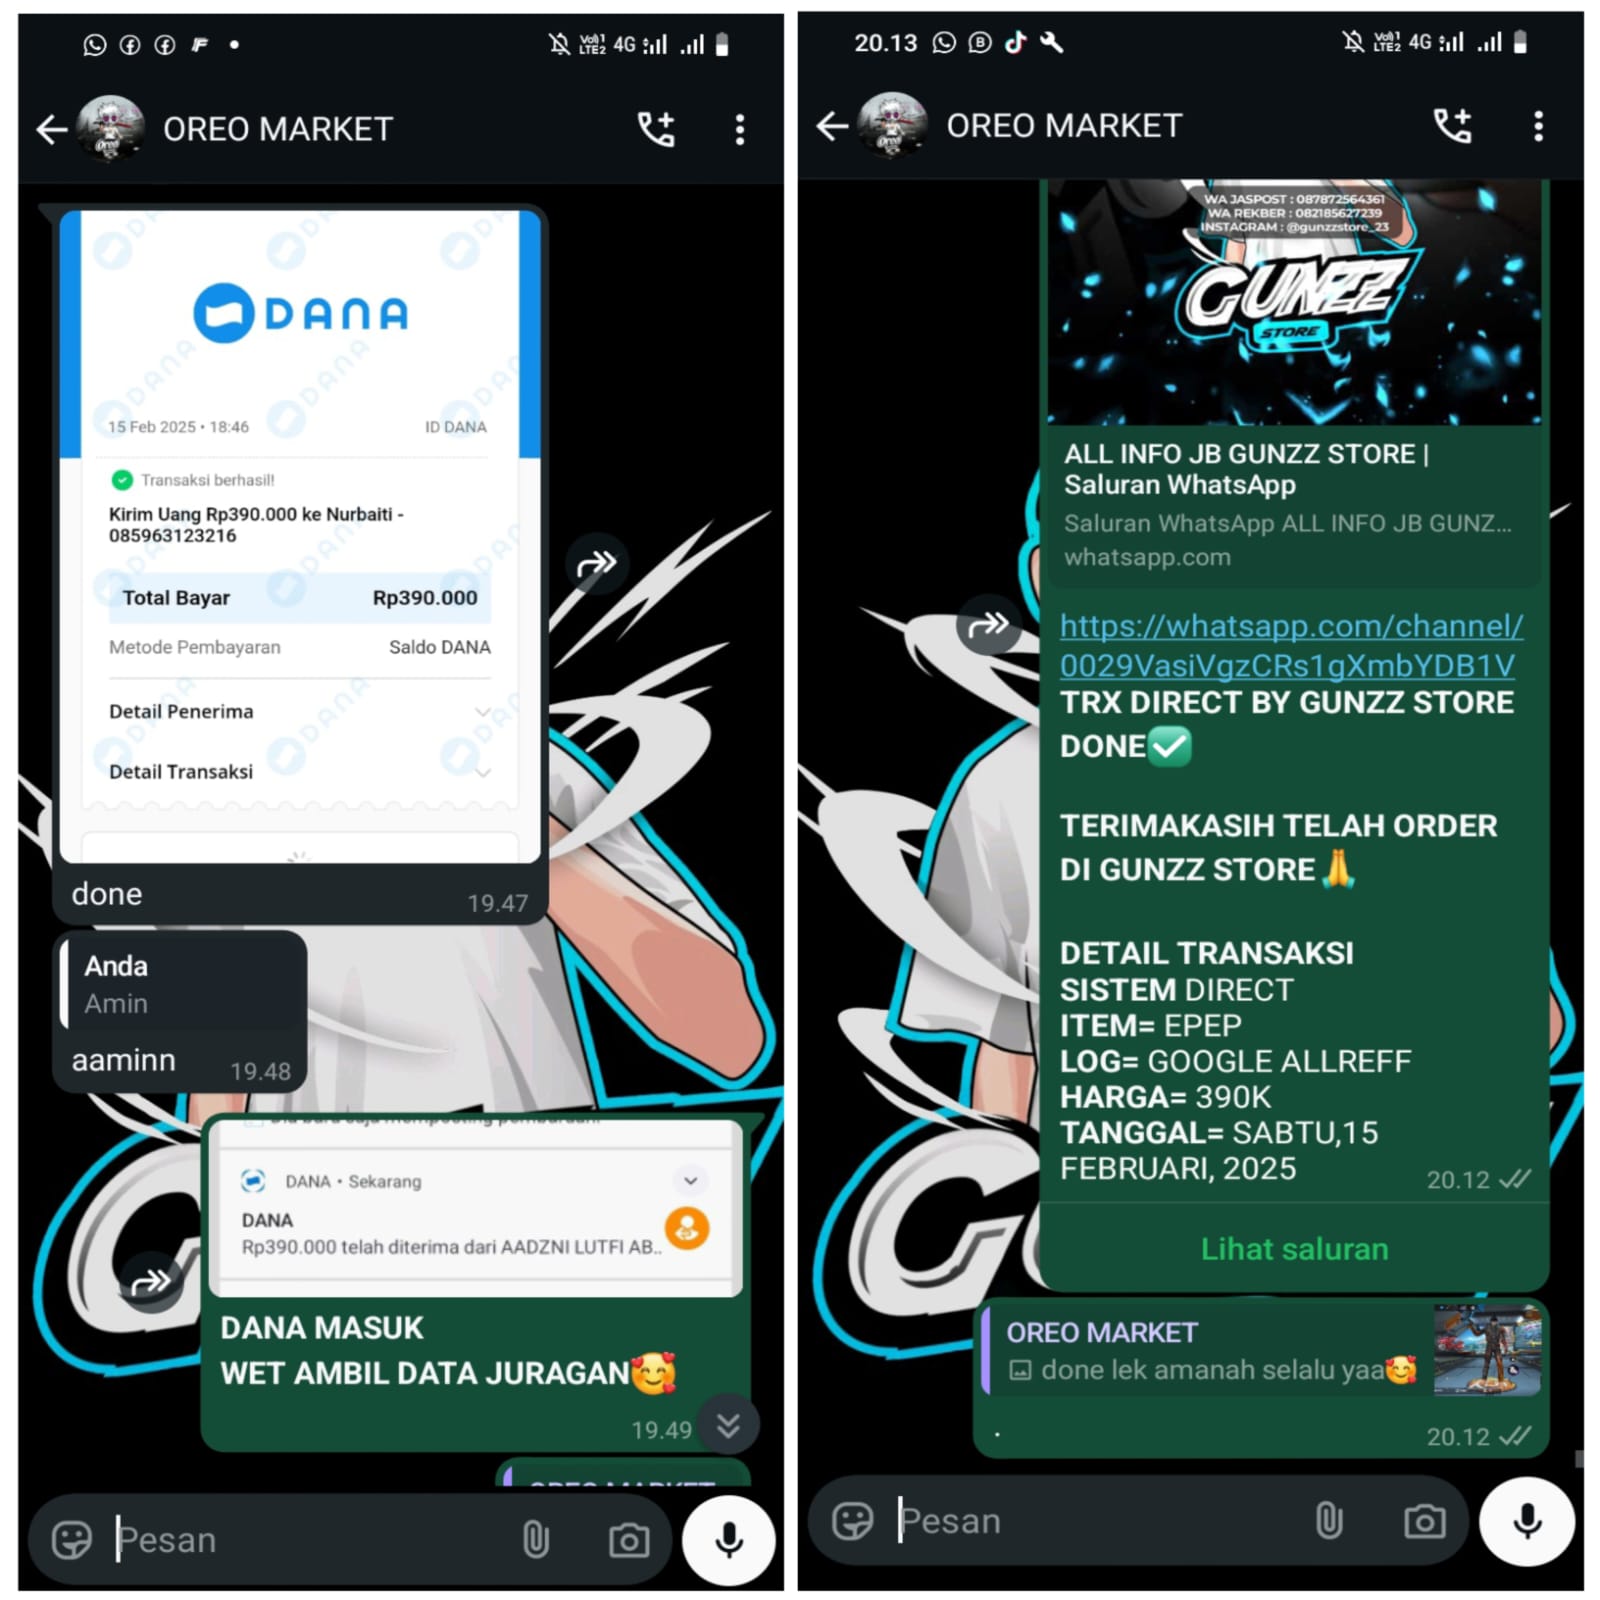 OREO MARKET
DANA
15 Feb 2025 • 18:46
ID DANA
Transaksi berhasil!
Kirim Uang Rp390.000 ke Nurbaiti -
085963123216
Total Bayar
Rp390.000
Metode Pembayaran
Saldo DANA
Detail Penerima
Detail Transaksi
done
19.47
Anda
Amin
aaminn
19.48
DANA • Sekarang
DANA
Rp390.000 telah diterima dari AADZNI LUTFI AB..
DANA MASUK
WET AMBIL DATA JURAGAN🥰
19.49
OREO MARKET
Pesan
20.13
OREO MARKET
WA JASPOST : 087872564361
WA REKBER : 082185627239
INSTAGRAM : @gunzzstore_23
GUNZZ
STORE
ALL INFO JB GUNZZ STORE |
Saluran WhatsApp
Saluran WhatsApp ALL INFO JB GUNZ...
whatsapp.com
https://whatsapp.com/channel/
0029VasiVgzCRs1gXmbYDB1V
TRX DIRECT BY GUNZZ STORE
DONE✅
TERIMAKASIH TELAH ORDER
DI GUNZZ STORE🙏
DETAIL TRANSAKSI
SISTEM DIRECT
ITEM= EPEP
LOG= GOOGLE ALLREFF
HARGA= 390K
TANGGAL= SABTU,15
FEBRUARI, 2025
20.12
Lihat saluran
OREO MARKET
done lek amanah selalu yaa🥰
.
20.12
Pesan